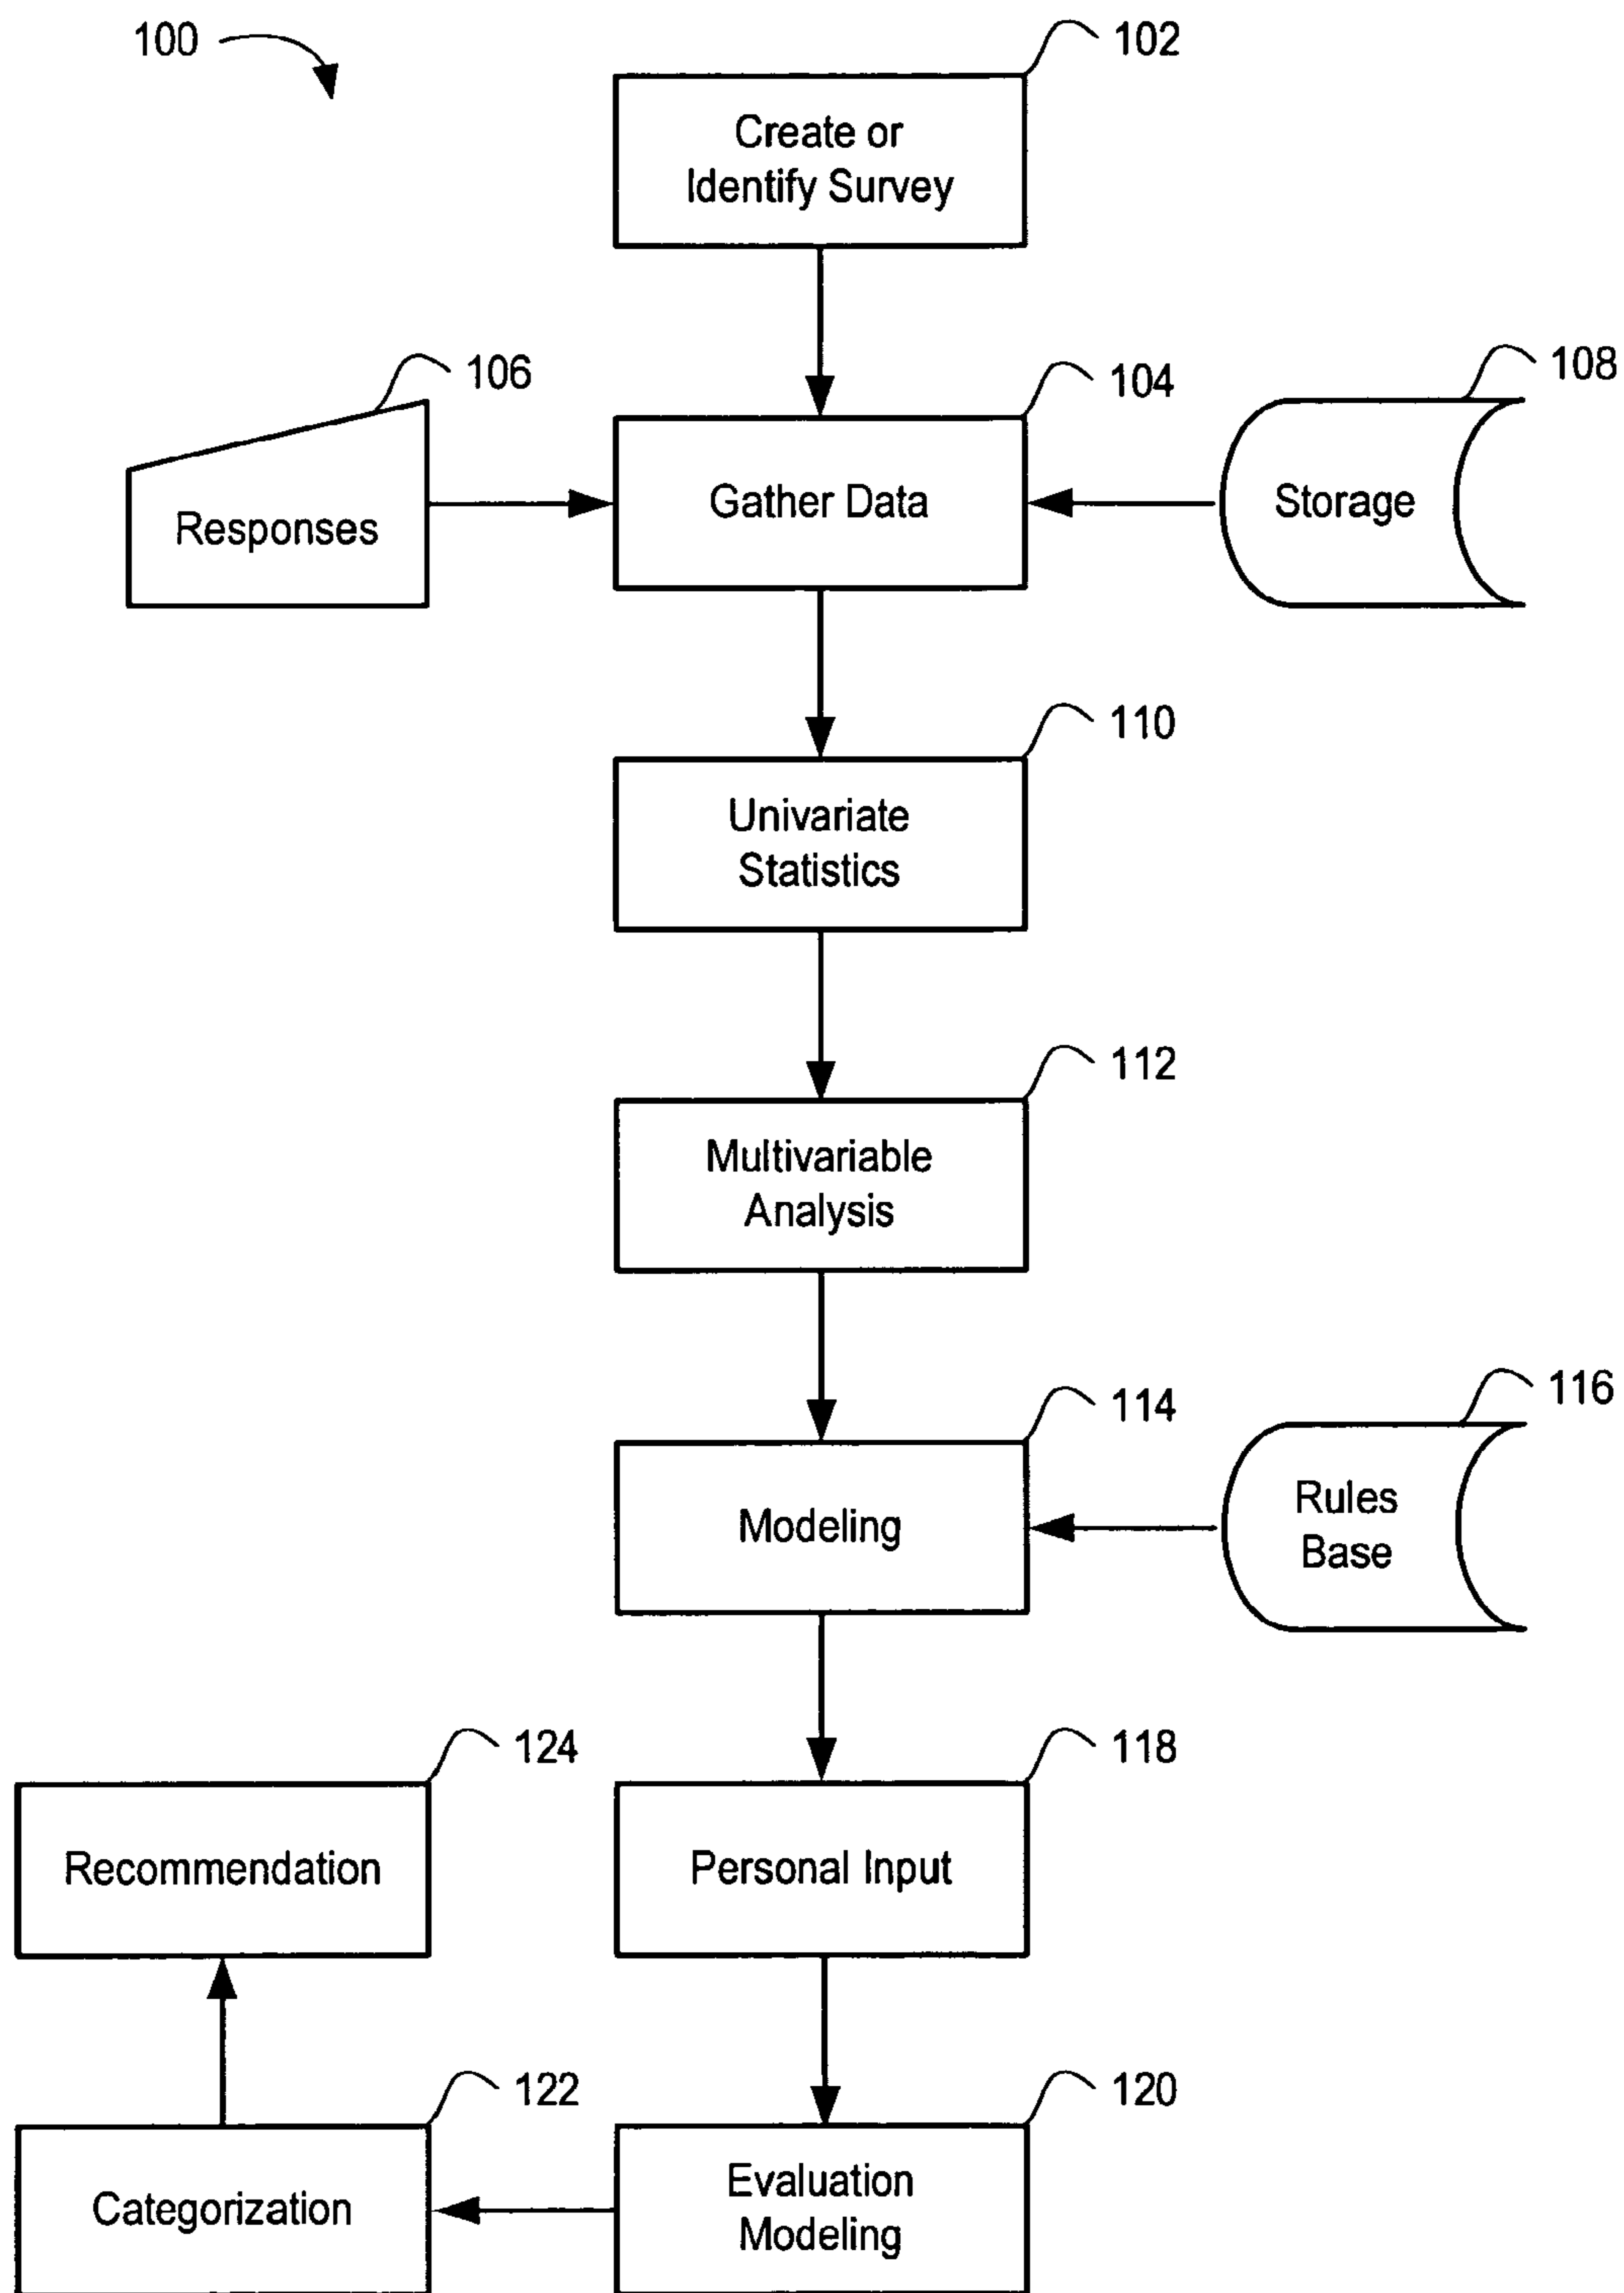 100
102
Create or
Identify Survey
106
104
108
Responses
Gather Data
Storage
110
Univariate
Statistics
112
Multivariable
Analysis
114
116
Modeling
Rules
Base
124
118
Recommendation
Personal Input
122
120
Categorization
Evaluation
Modeling